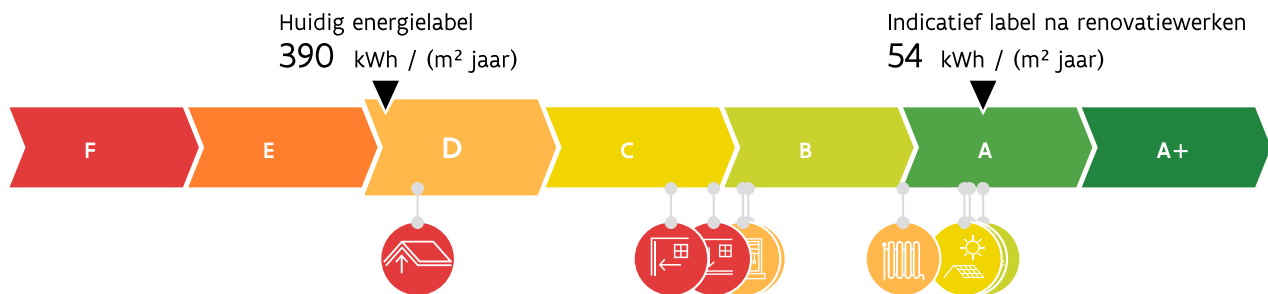 Huidig energielabel
390 kWh / (m² jaar)
Indicatief label na renovatiewerken
54 kWh / (m² jaar)
F E D C B A A+